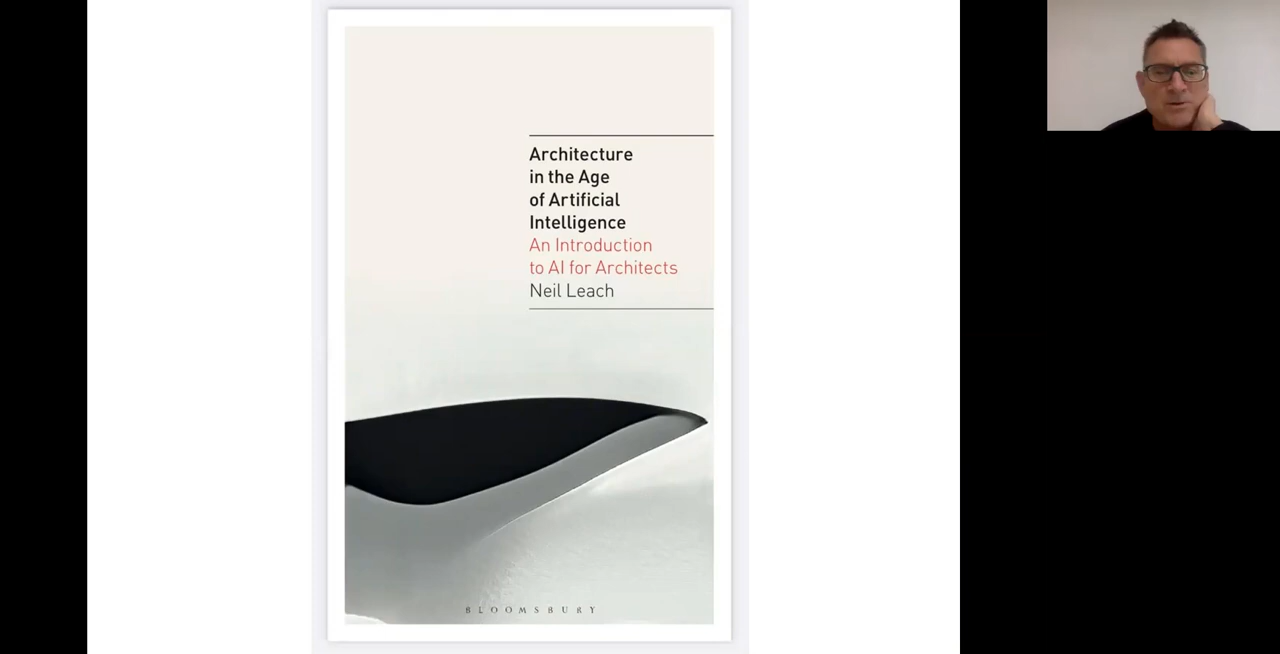 Architecture
in the Age
of Artificial
Intelligence
An Introduction
to AI for Architects
Neil Leach
BLOOMSBURY